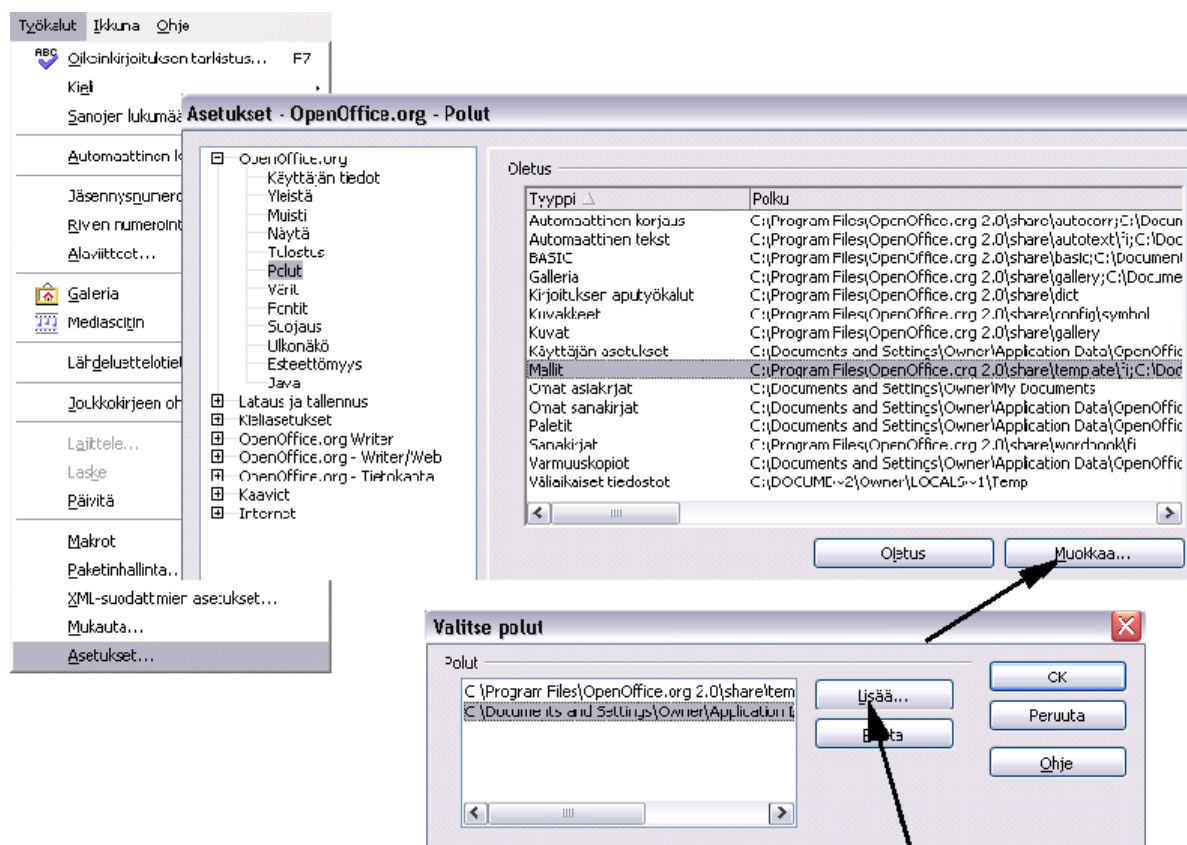 Työkalut Ikkuna Ohje
ABC Oikeinkirjoituksen tarkistus... F7
Kieli
Sanojen lukumää
Automaattinen k
Jäsennysnumero
Rivien numeroint
Alaviitteet...
Galleria
Mediasoitin
Lähdeluettelotiet
Joukkokirjeen oh
Lajittele...
Laske
Päivitä
Makrot
Paketinhallinta...
XML-suodattimien asetukset...
Mukauta...
Asetukset...
Asetukset - OpenOffice.org - Polut
OpenOffice.org
Käyttäjän tiedot
Yleistä
Muisti
Näytä
Tulostus
Polut
Värit
Fontit
Suojaus
Ulkonäkö
Esteettömyys
Java
Lataus ja tallennus
Kieliasetukset
OpenOffice.org Writer
OpenOffice.org - Writer/Web
OpenOffice.org - Tietokanta
Kaaviot
Internet
Oletus
Tyyppi Polku
Automaattinen korjaus C:\Program Files\OpenOffice.org 2.0\share\autocorr;C:\Docun
Automaattinen teksti C:\Program Files\OpenOffice.org 2.0\share\autotext\fi;C:\Doc
BASIC C:\Program Files\OpenOffice.org 2.0\share\basic;C:\Document
Galleria C:\Program Files\OpenOffice.org 2.0\share\gallery;C:\Docume
Kirjoituksen aputyökalut C:\Program Files\OpenOffice.org 2.0\share\dict
Kuvakkeet C:\Program Files\OpenOffice.org 2.0\share\config\symbol
Kuvat C:\Program Files\OpenOffice.org 2.0\share\gallery
Käyttäjän asetukset C:\Documents and Settings\Owner\Application Data\OpenOffic
Mallit C:\Program Files\OpenOffice.org 2.0\share\template\fi;C:\Doc
Omat asiakirjat C:\Documents and Settings\Owner\My Documents
Omat sanakirjat C:\Documents and Settings\Owner\Application Data\OpenOffic
Paletit C:\Documents and Settings\Owner\Application Data\OpenOffic
Sanakirjat C:\Program Files\OpenOffice.org 2.0\share\wordbook\fi
Varmuuskopiot C:\Documents and Settings\Owner\Application Data\OpenOffic
Väliaikaiset tiedostot C:\DOCUME~2\Owner\LOCALS~1\Temp
Oletus Muokkaa...
Valitse polut
Polut
C:\Program Files\OpenOffice.org 2.0\share\tem
C:\Documents and Settings\Owner\Application
Lisää...
Poista
OK
Peruuta
Ohje